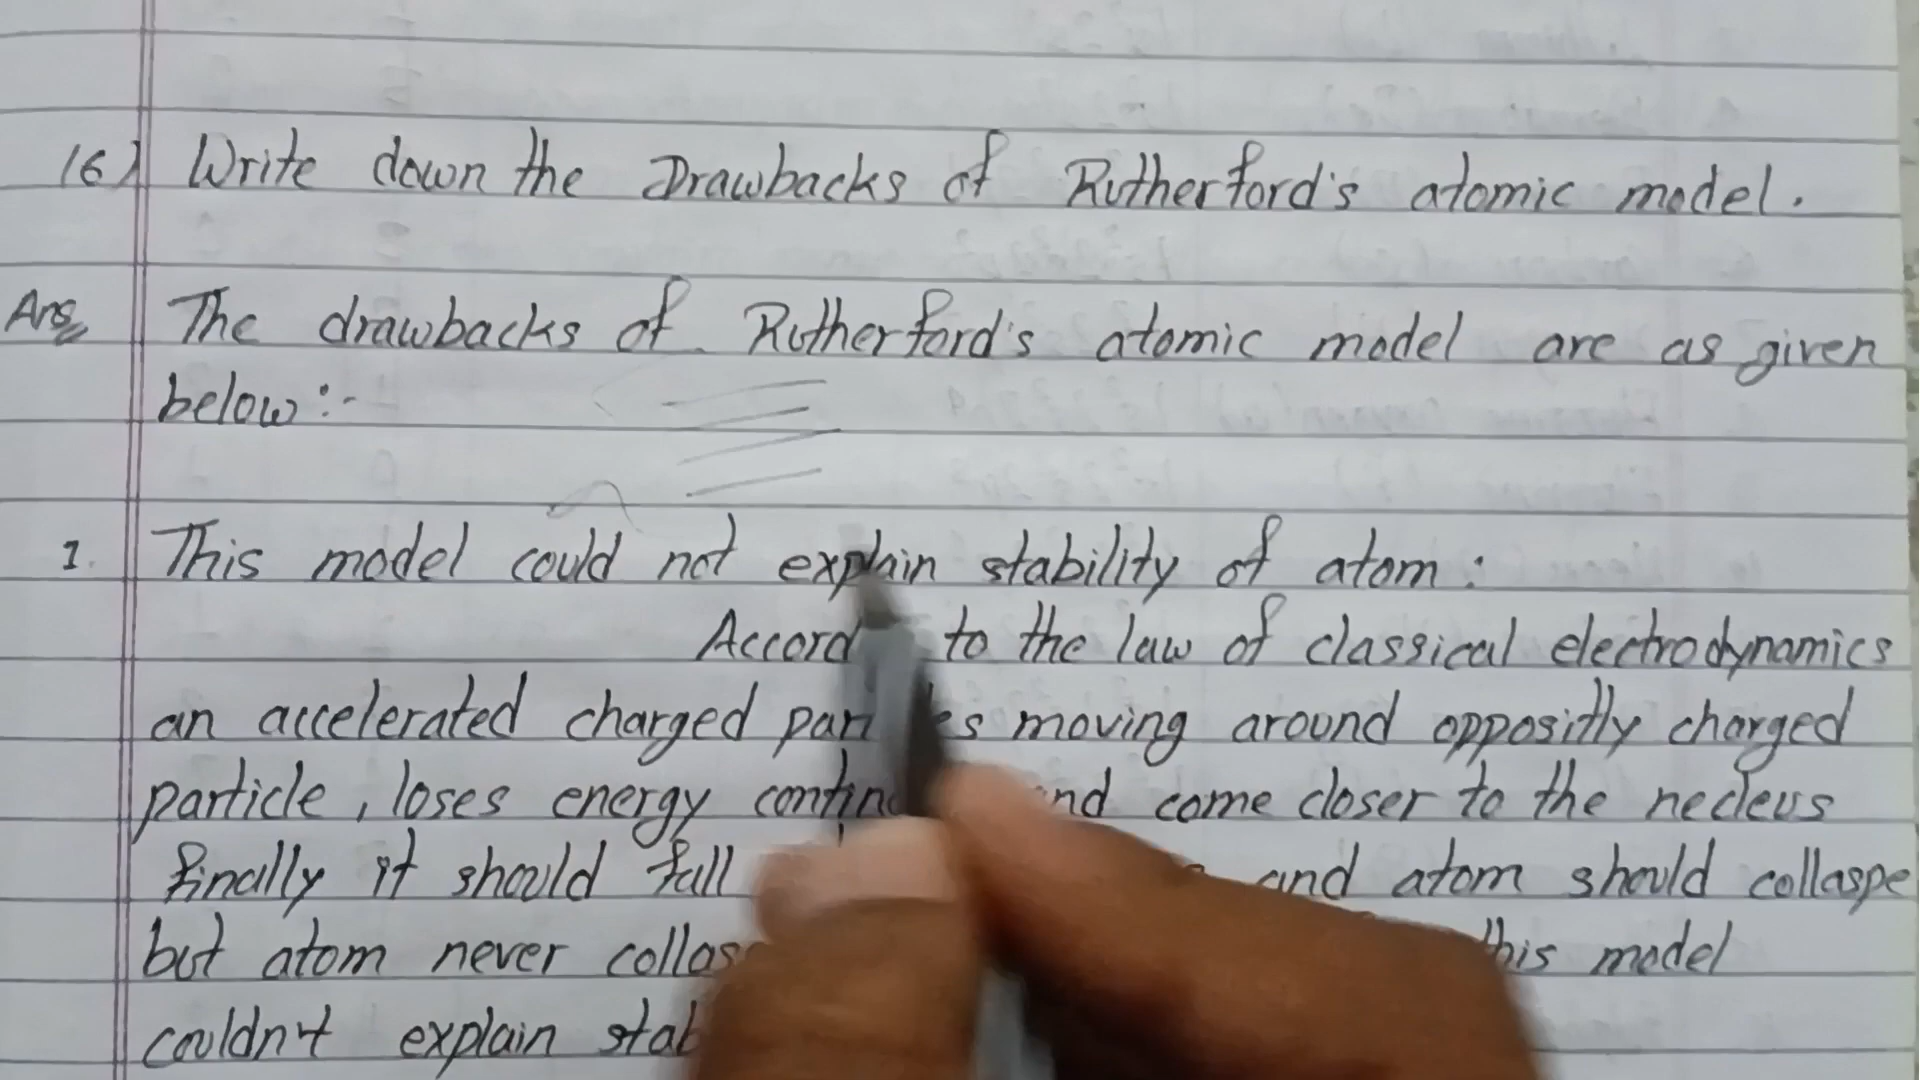 16) Write down the Drawbacks of Rutherford's atomic model.
Ans The drawbacks of Rutherford's atomic model are as given
below:-
1. This model could not explain stability of atom:
Accord to the law of classical electrodynamics
an accelerated charged par es moving around oppositly charged
particle, loses energy contin nd come closer to the necleus
finally it should fall and atom should collaspe
but atom never collas this model
couldn't explain stab